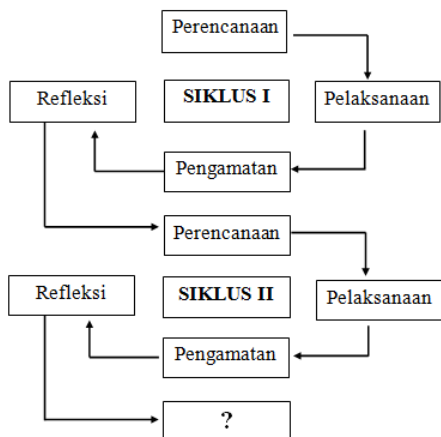 Perencanaan
Refleksi
SIKLUS I
Pelaksanaan
Pengamatan
Perencanaan
Refleksi
SIKLUS II
Pelaksanaan
Pengamatan
?